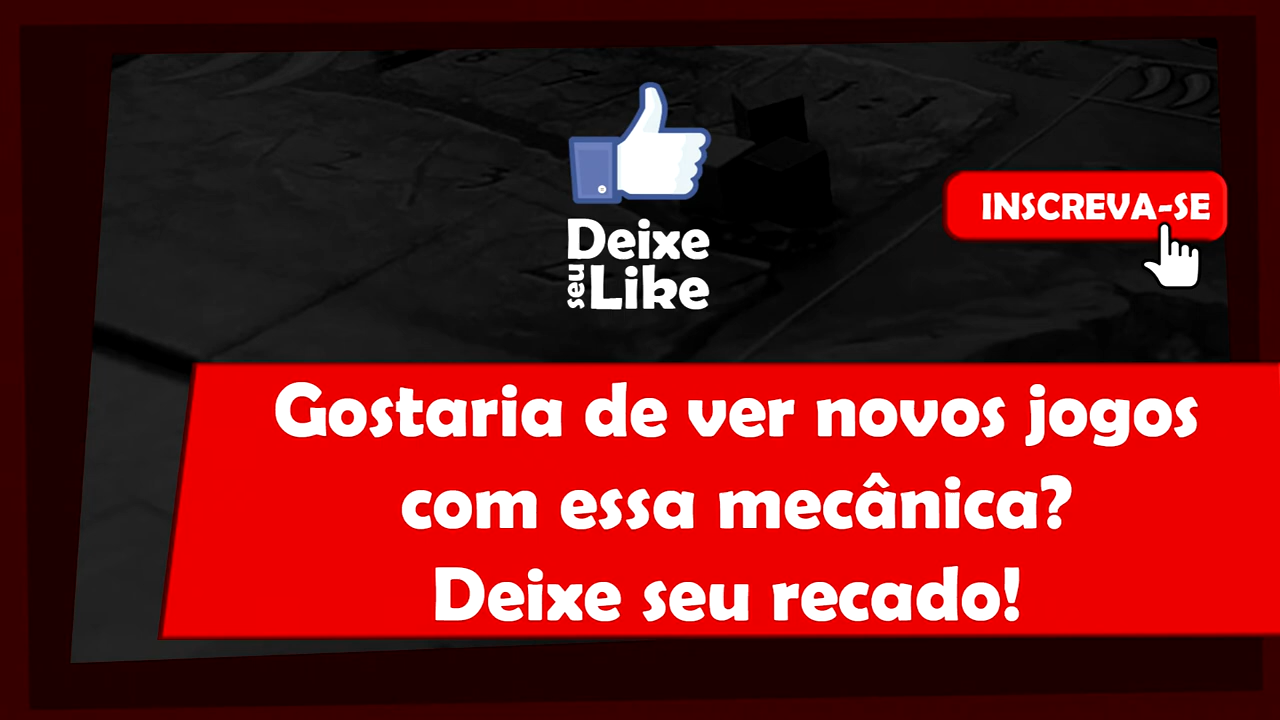 Deixe
seu Like
INSCREVA-SE
Gostaria de ver novos jogos
com essa mecânica?
Deixe seu recado!